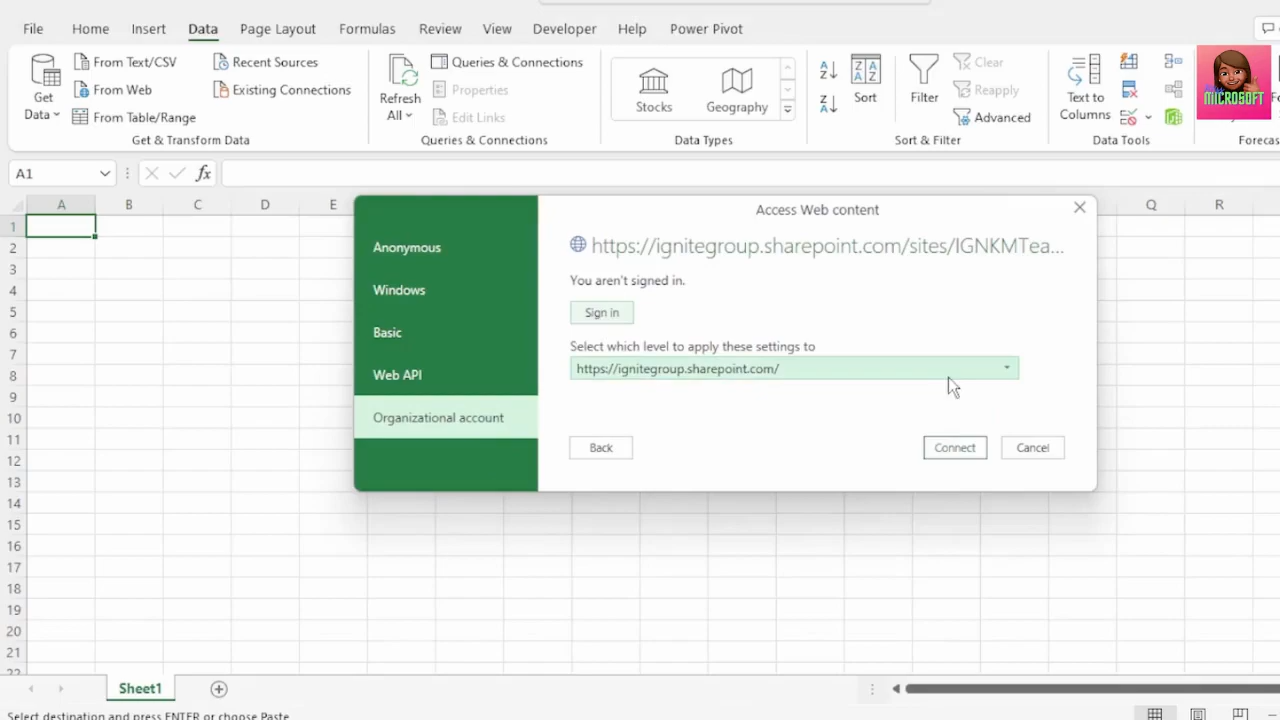 File Home Insert Data Page Layout Formulas Review View Developer Help Power Pivot
Get Data
From Text/CSV
From Web
From Table/Range
Recent Sources
Existing Connections
Get & Transform Data
Refresh All
Queries & Connections
Properties
Edit Links
Queries & Connections
Stocks
Geography
Data Types
Sort
Filter
Clear
Reapply
Advanced
Sort & Filter
Text to
Columns
Data Tools
Forecas
MICROSOFT
A1
fx
A B C D E Q R
1
2
3
4
5
6
7
8
9
10
11
12
13
14
15
16
17
18
19
20
21
22
Access Web content
Anonymous
Windows
Basic
Web API
Organizational account
https://ignitegroup.sharepoint.com/sites/IGNKMTea...
You aren't signed in.
Sign in
Select which level to apply these settings to
https://ignitegroup.sharepoint.com/
Back
Connect
Cancel
Sheet1
Select destination and press ENTER or choose Paste